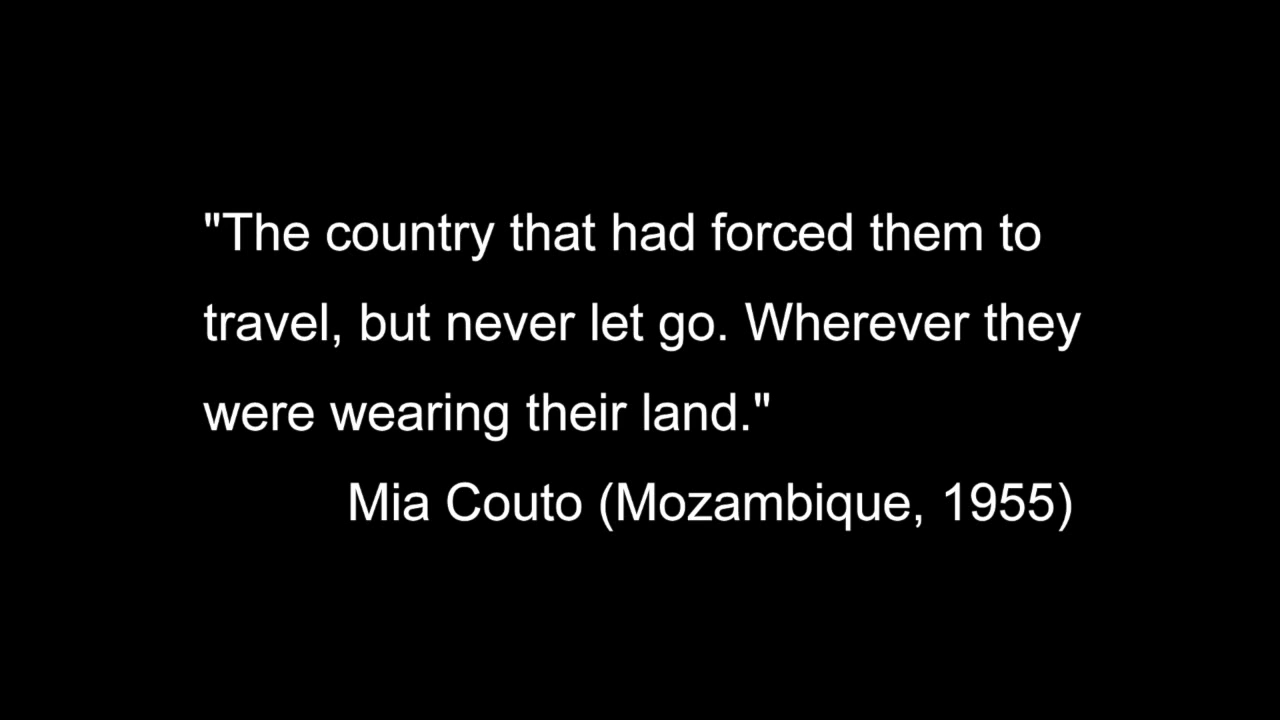 "The country that had forced them to
travel, but never let go. Wherever they
were wearing their land."
Mia Couto (Mozambique, 1955)